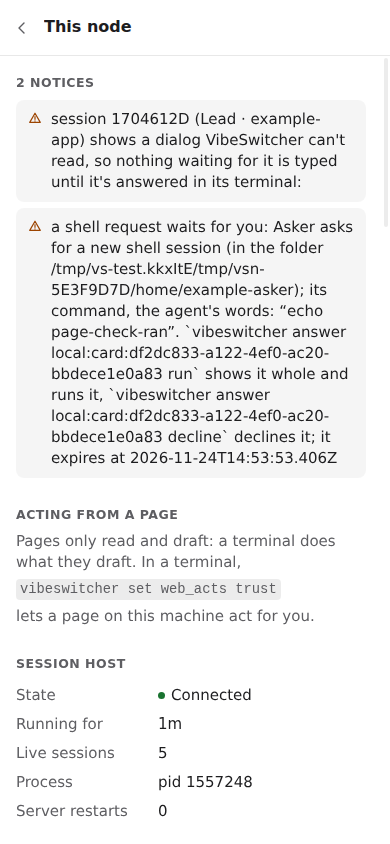 This node
2 NOTICES
session 1704612D (Lead · example-
app) shows a dialog VibeSwitcher can't
read, so nothing waiting for it is typed
until it's answered in its terminal:
a shell request waits for you: Asker asks
for a new shell session (in the folder
/tmp/vs-test.kkxItE/tmp/vsn-
5E3F9D7D/home/example-asker); its
command, the agent's words: “echo
page-check-ran”. `vibeswitcher answer
local:card:df2dc833-a122-4ef0-ac20-
bbdece1e0a83 run` shows it whole and
runs it, `vibeswitcher answer
local:card:df2dc833-a122-4ef0-ac20-
bbdece1e0a83 decline` declines it; it
expires at 2026-11-24T14:53:53.406Z
ACTING FROM A PAGE
Pages only read and draft: a terminal does
what they draft. In a terminal,
vibeswitcher set web_acts trust
lets a page on this machine act for you.
SESSION HOST
State Connected
Running for 1m
Live sessions 5
Process pid 1557248
Server restarts 0